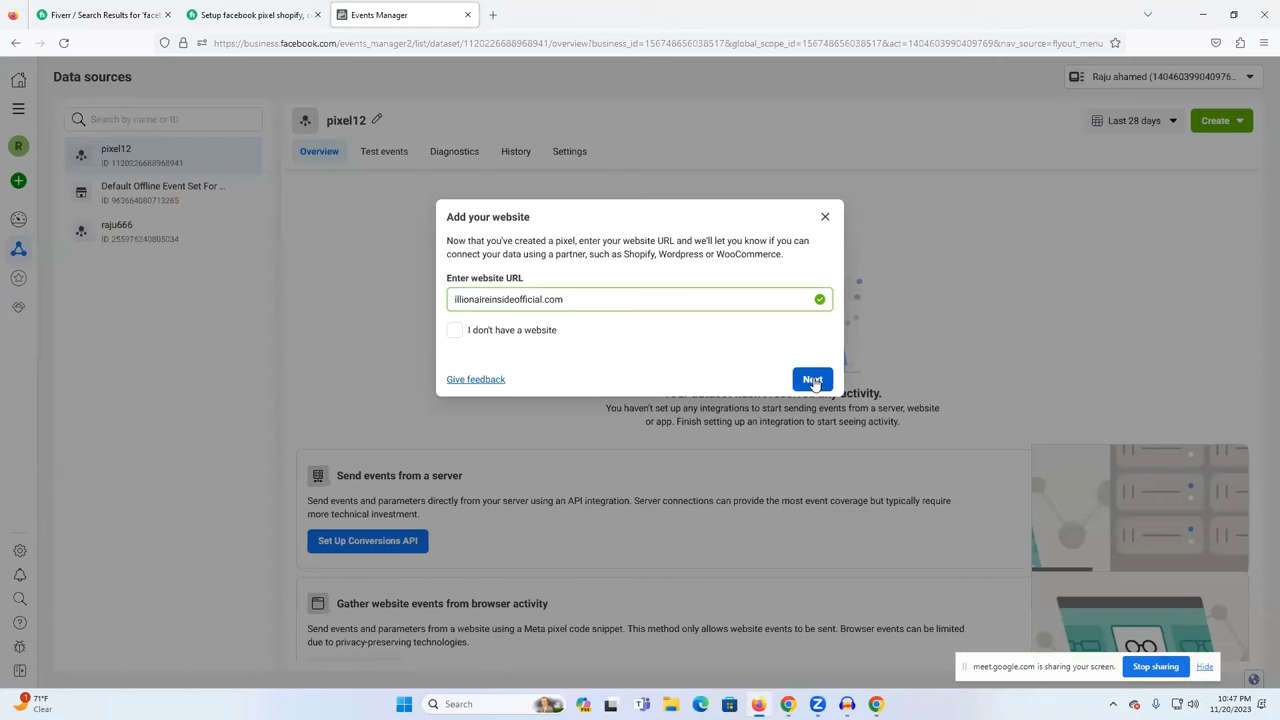 Fiverr / Search Results for 'faceb
Setup facebook pixel shopify, c
Events Manager
https://business.facebook.com/events_manager2/list/dataset/1120226688968941/overview?business_id=156748656038517&global_scope_id=156748656038517&act=1404603990409769&nav_source=flyout_menu
Data sources
Raju ahamed (140460399040976...
Search by name or ID
pixel12
Last 28 days
Create
pixel12
ID 1120226688968941
Overview
Test events
Diagnostics
History
Settings
R
Default Offline Event Set For ...
ID 963664080713265
raju666
ID 255976240805034
Add your website
Now that you've created a pixel, enter your website URL and we'll let you know if you can
connect your data using a partner, such as Shopify, Wordpress or WooCommerce.
Enter website URL
illionaireinsideofficial.com
I don't have a website
Give feedback
Next
activity.
You haven't set up any integrations to start sending events from a server, website
or app. Finish setting up an integration to start seeing activity.
Send events from a server
Send events and parameters directly from your server using an API integration. Server connections can provide the most event coverage but typically require
more technical investment.
Set Up Conversions API
Gather website events from browser activity
Send events and parameters from a website using a Meta pixel code snippet. This method only allows website events to be sent. Browser events can be limited
due to privacy-preserving technologies.
meet.google.com is sharing your screen.
Stop sharing
Hide
1
71°F
Clear
Search
10:47 PM
11/20/2023